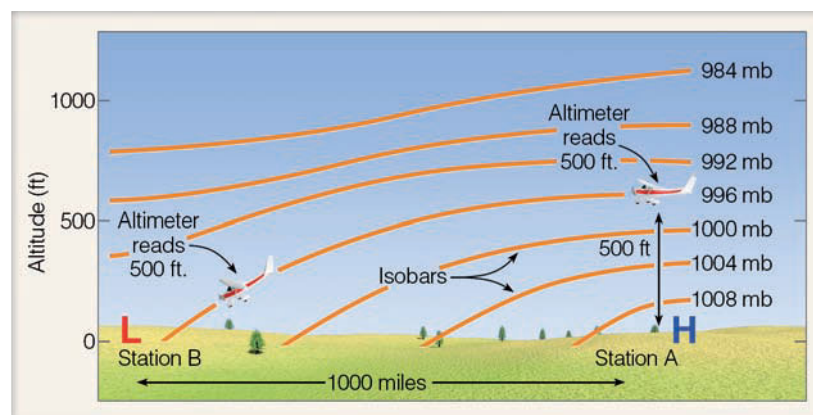 984 mb
1000
Altimeter
reads
500 ft.
988 mb
992 mb
996 mb
Altitude (ft)
500
Altimeter
reads
500 ft.
500 ft
1000 mb
Isobars
1004 mb
1008 mb
0
L
H
Station B
Station A
1000 miles